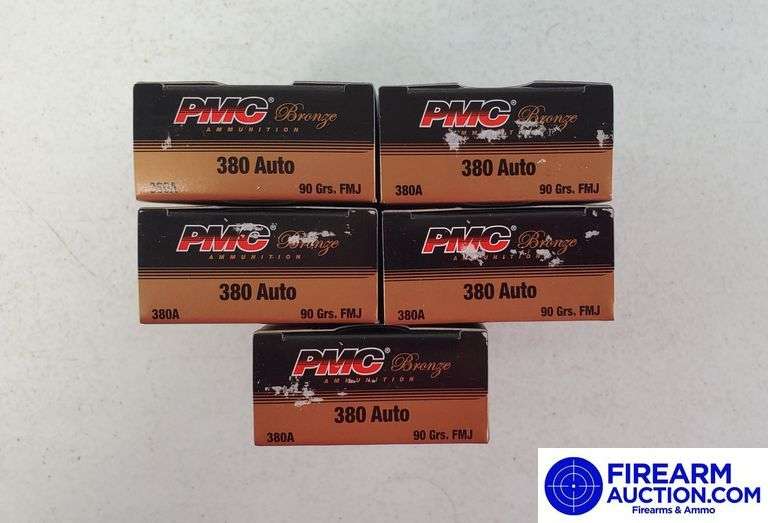 PMC® Bronze
AMMUNITION
380 Auto
380A 90 Grs. FMJ
PMC® Bronze
AMMUNITION
380 Auto
380A 90 Grs. FMJ
PMC® Bronze
AMMUNITION
380 Auto
380A 90 Grs. FMJ
PMC® Bronze
380 Auto
380A 90 Grs. FMJ
PMC® Bronze
AMMUNITION
380 Auto
380A 90 Grs. FMJ
FIREARM
AUCTION.COM
Firearms & Ammo